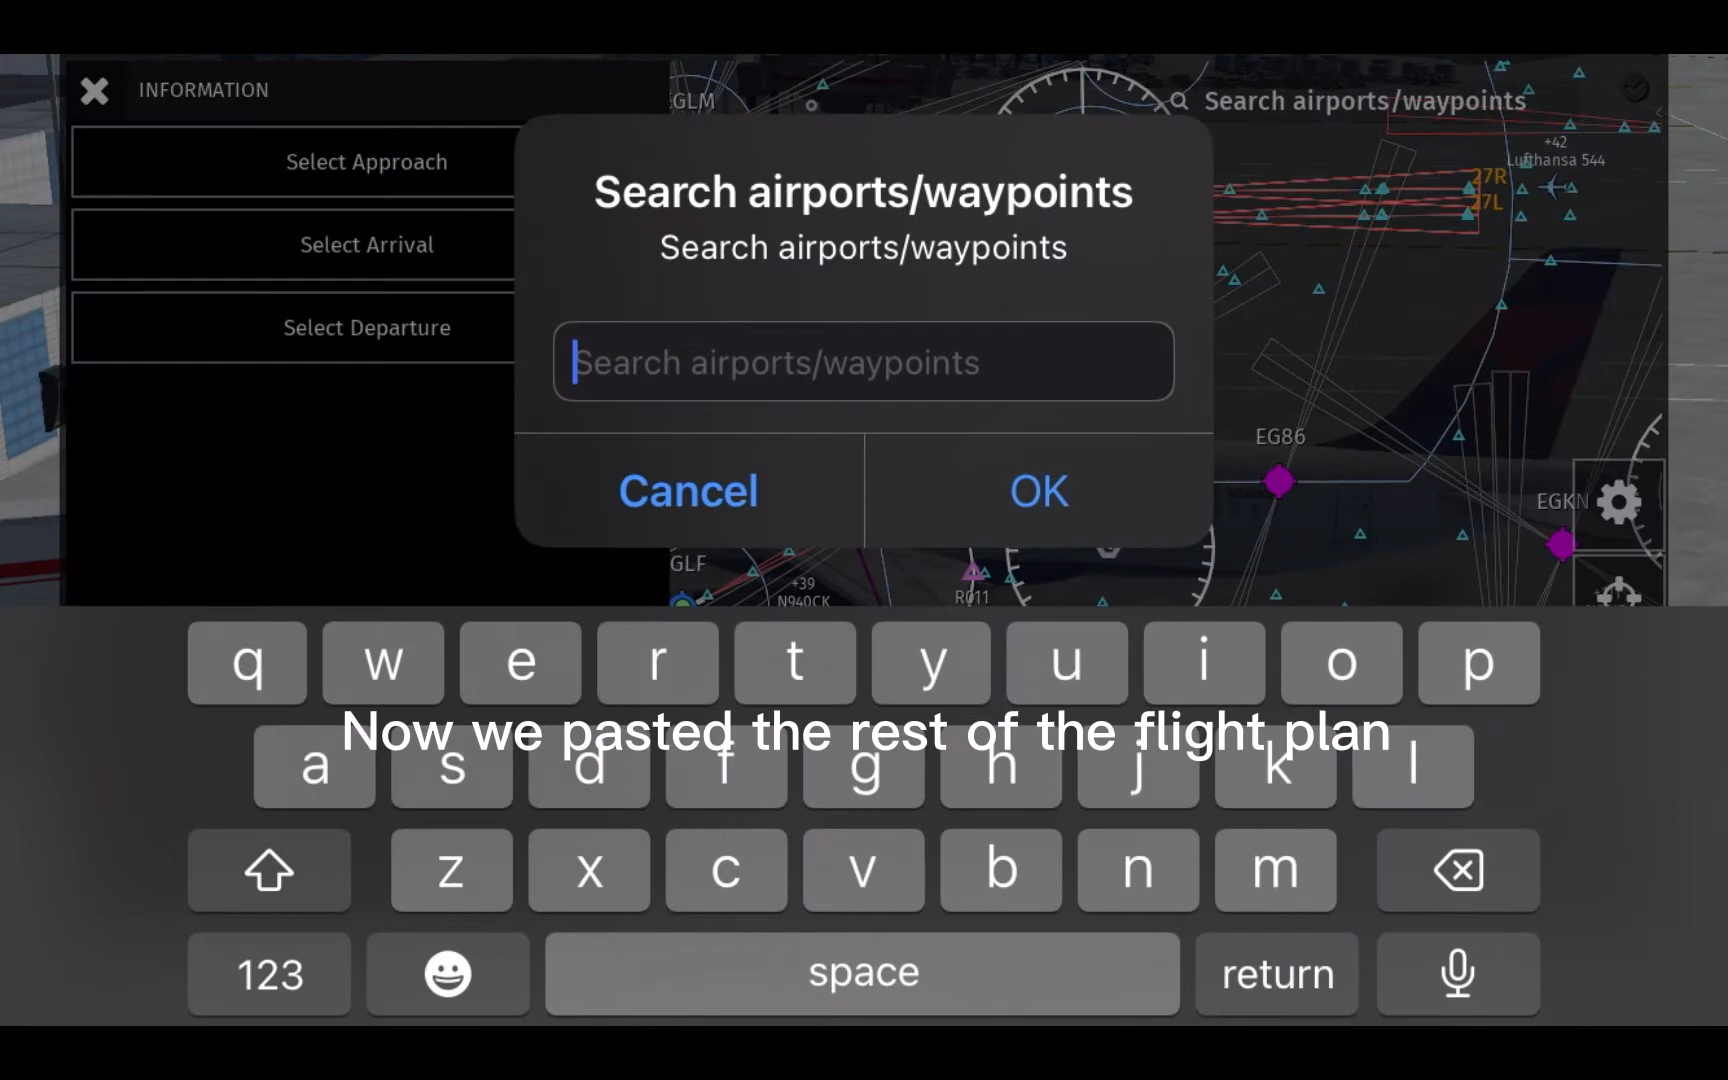 INFORMATION
Select Approach
Select Arrival
Select Departure
EGLM
Search airports/waypoints
+42
Lufthansa 544
27R
27L
Search airports/waypoints
Search airports/waypoints
Search airports/waypoints
Cancel
OK
EG86
EGKN
GLF
+39
N940CK
R011
q w e r t y u i o p
Now we pasted the rest of the flight plan
a s d f g h j k l
z x c v b n m
123
space
return